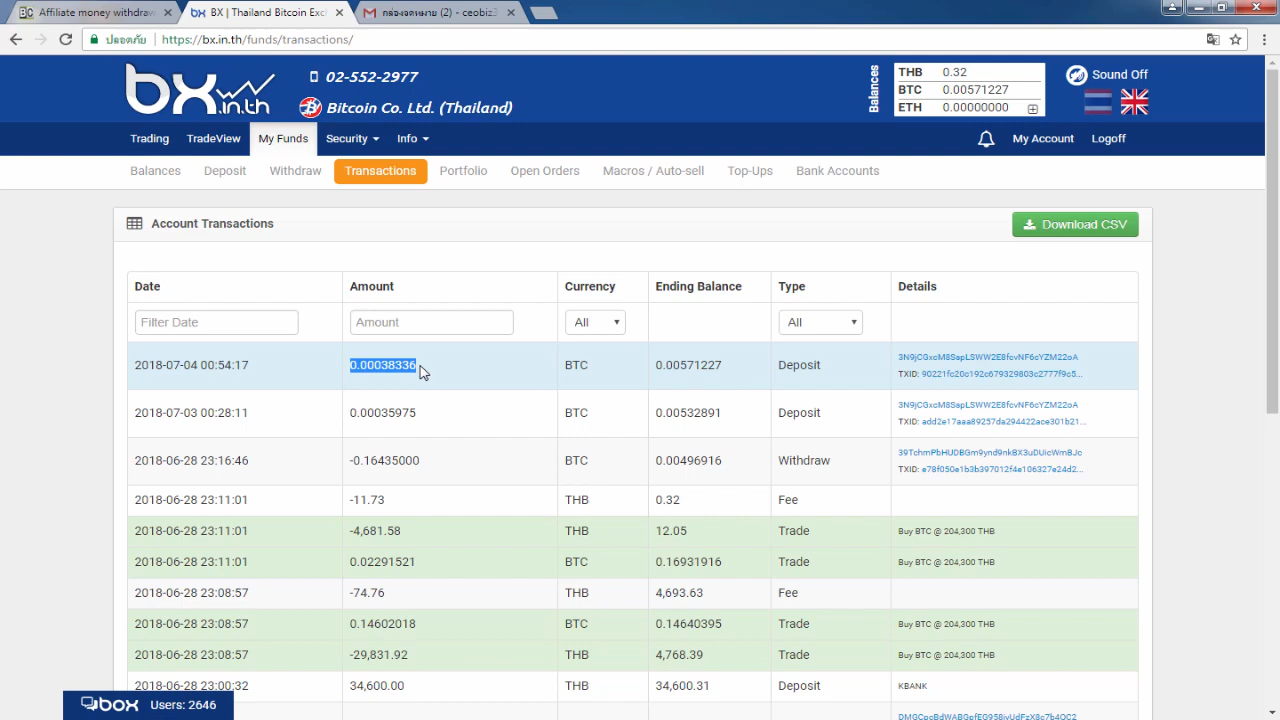 Affiliate money withdraw
BX | Thailand Bitcoin Exc
กล่องจดหมาย (2) - ceobiz
ปลอดภัย https://bx.in.th/funds/transactions/
bx.in.th
02-552-2977
Bitcoin Co. Ltd. (Thailand)
Balances
THB 0.32
BTC 0.00571227
ETH 0.00000000
Sound Off
Trading TradeView My Funds Security Info My Account Logoff
Balances Deposit Withdraw Transactions Portfolio Open Orders Macros / Auto-sell Top-Ups Bank Accounts
Account Transactions Download CSV
Date Amount Currency Ending Balance Type Details
Filter Date Amount All All
2018-07-04 00:54:17 0.00038336 BTC 0.00571227 Deposit
2018-07-03 00:28:11 0.00035975 BTC 0.00532891 Deposit
2018-06-28 23:16:46 -0.16435000 BTC 0.00496916 Withdraw
2018-06-28 23:11:01 -11.73 THB 0.32 Fee
2018-06-28 23:11:01 -4,681.58 THB 12.05 Trade Buy BTC @ 204,300 THB
2018-06-28 23:11:01 0.02291521 BTC 0.16931916 Trade Buy BTC @ 204,300 THB
2018-06-28 23:08:57 -74.76 THB 4,693.63 Fee
2018-06-28 23:08:57 0.14602018 BTC 0.14640395 Trade Buy BTC @ 204,300 THB
2018-06-28 23:08:57 -29,831.92 THB 4,768.39 Trade Buy BTC @ 204,300 THB
2018-06-28 23:00:32 34,600.00 THB 34,600.31 Deposit KBANK
box Users: 2646